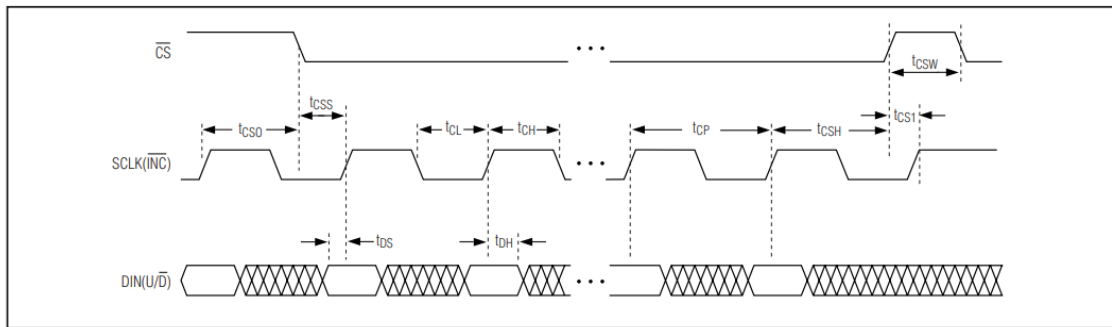 CS
tCSW
tCSS
tCSO tCL tCH tCP tCSH tCS1
SCLK(INC)
tDS tDH
DIN(U/D)